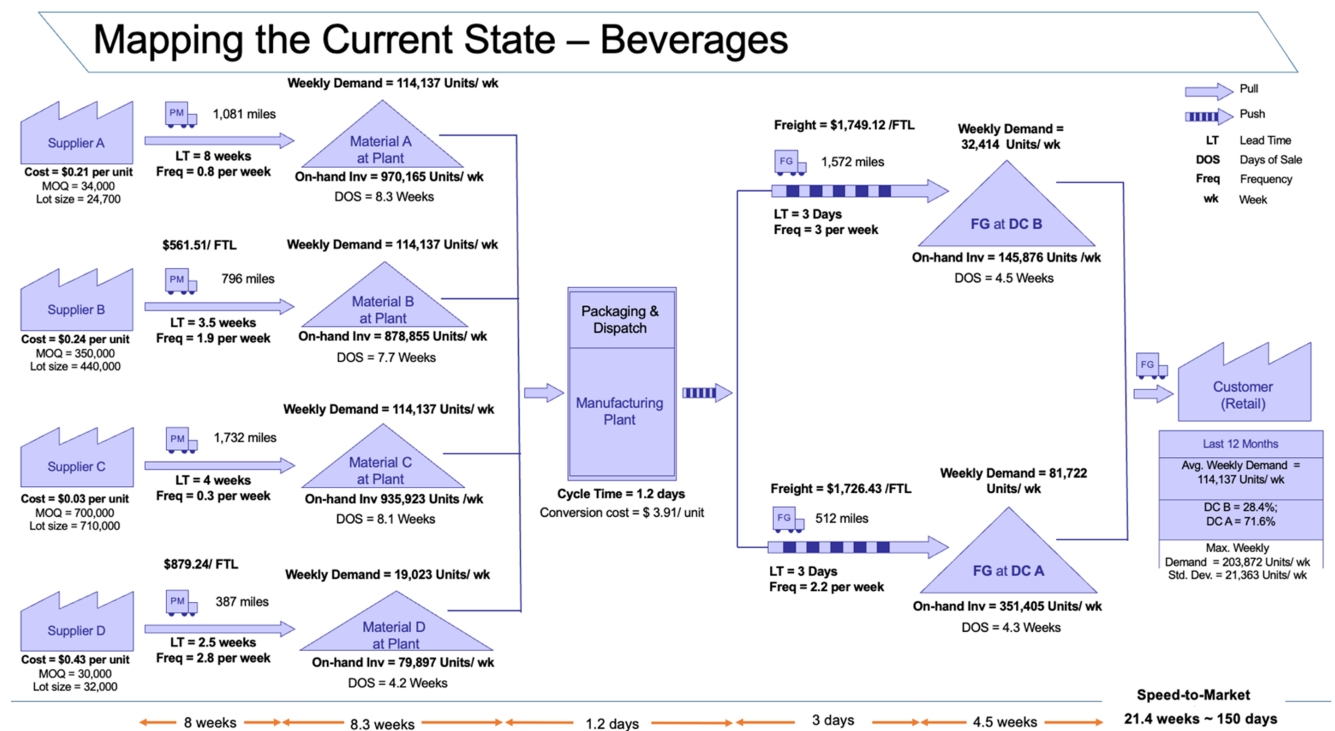 Mapping the Current State – Beverages
Supplier A
Cost = $0.21 per unit
MOQ = 34,000
Lot size = 24,700
PM
1,081 miles
LT = 8 weeks
Freq = 0.8 per week
Weekly Demand = 114,137 Units/ wk
Material A
at Plant
On-hand Inv = 970,165 Units/ wk
DOS = 8.3 Weeks
Supplier B
Cost = $0.24 per unit
MOQ = 350,000
Lot size = 440,000
$561.51/ FTL
PM
796 miles
LT = 3.5 weeks
Freq = 1.9 per week
Weekly Demand = 114,137 Units/ wk
Material B
at Plant
On-hand Inv = 878,855 Units/ wk
DOS = 7.7 Weeks
Supplier C
Cost = $0.03 per unit
MOQ = 700,000
Lot size = 710,000
PM
1,732 miles
LT = 4 weeks
Freq = 0.3 per week
Weekly Demand = 114,137 Units/ wk
Material C
at Plant
On-hand Inv 935,923 Units /wk
DOS = 8.1 Weeks
Supplier D
Cost = $0.43 per unit
MOQ = 30,000
Lot size = 32,000
$879.24/ FTL
PM
387 miles
LT = 2.5 weeks
Freq = 2.8 per week
Weekly Demand = 19,023 Units/ wk
Material D
at Plant
On-hand Inv = 79,897 Units/ wk
DOS = 4.2 Weeks
Packaging &
Dispatch
Manufacturing
Plant
Cycle Time = 1.2 days
Conversion cost = $ 3.91/ unit
Freight = $1,749.12 /FTL
FG
1,572 miles
LT = 3 Days
Freq = 3 per week
Weekly Demand =
32,414 Units/ wk
FG at DC B
On-hand Inv = 145,876 Units /wk
DOS = 4.5 Weeks
Freight = $1,726.43 /FTL
FG
512 miles
LT = 3 Days
Freq = 2.2 per week
Weekly Demand = 81,722
Units/ wk
FG at DC A
On-hand Inv = 351,405 Units/ wk
DOS = 4.3 Weeks
Pull
Push
LT Lead Time
DOS Days of Sale
Freq Frequency
wk Week
FG
Customer
(Retail)
Last 12 Months
Avg. Weekly Demand =
114,137 Units/ wk
DC B = 28.4%;
DC A = 71.6%
Max. Weekly
Demand = 203,872 Units/ wk
Std. Dev. = 21,363 Units/ wk
8 weeks
8.3 weeks
1.2 days
3 days
4.5 weeks
Speed-to-Market
21.4 weeks ~ 150 days